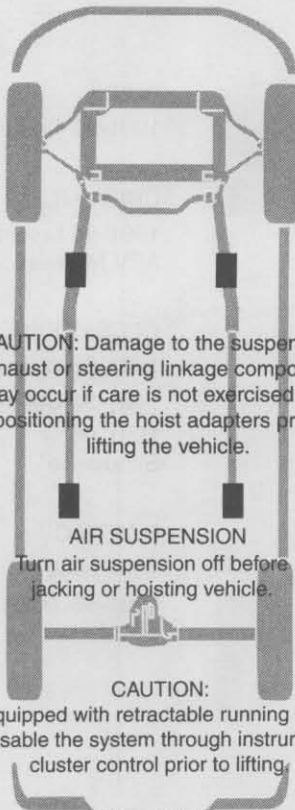 CAUTION: Damage to the suspen
haust or steering linkage compo
ay occur if care is not exercised
positioning the hoist adapters pr
lifting the vehicle.
AIR SUSPENSION
Turn air suspension off before
jacking or hoisting vehicle.
CAUTION:
quipped with retractable running
sable the system through instrum
cluster control prior to lifting.